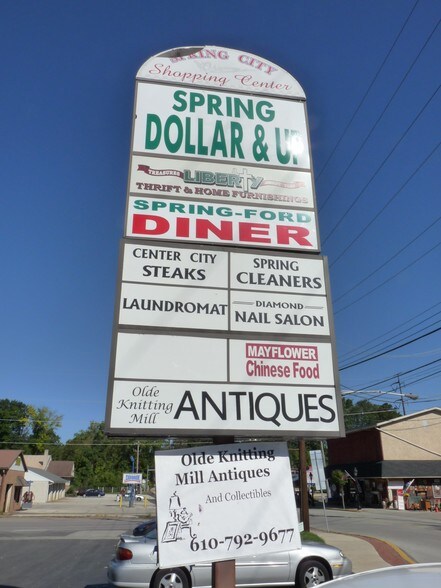 SPRING CITY
Shopping Center
SPRING
DOLLAR & UP
TREASURES
LIBERTY
THRIFT & HOME FURNISHINGS
SPRING-FORD
DINER
CENTER CITY
STEAKS
SPRING
CLEANERS
LAUNDROMAT
DIAMOND
NAIL SALON
MAYFLOWER
Chinese Food
Olde
Knitting
Mill
ANTIQUES
Olde Knitting
Mill Antiques
And Collectibles
610-792-9677